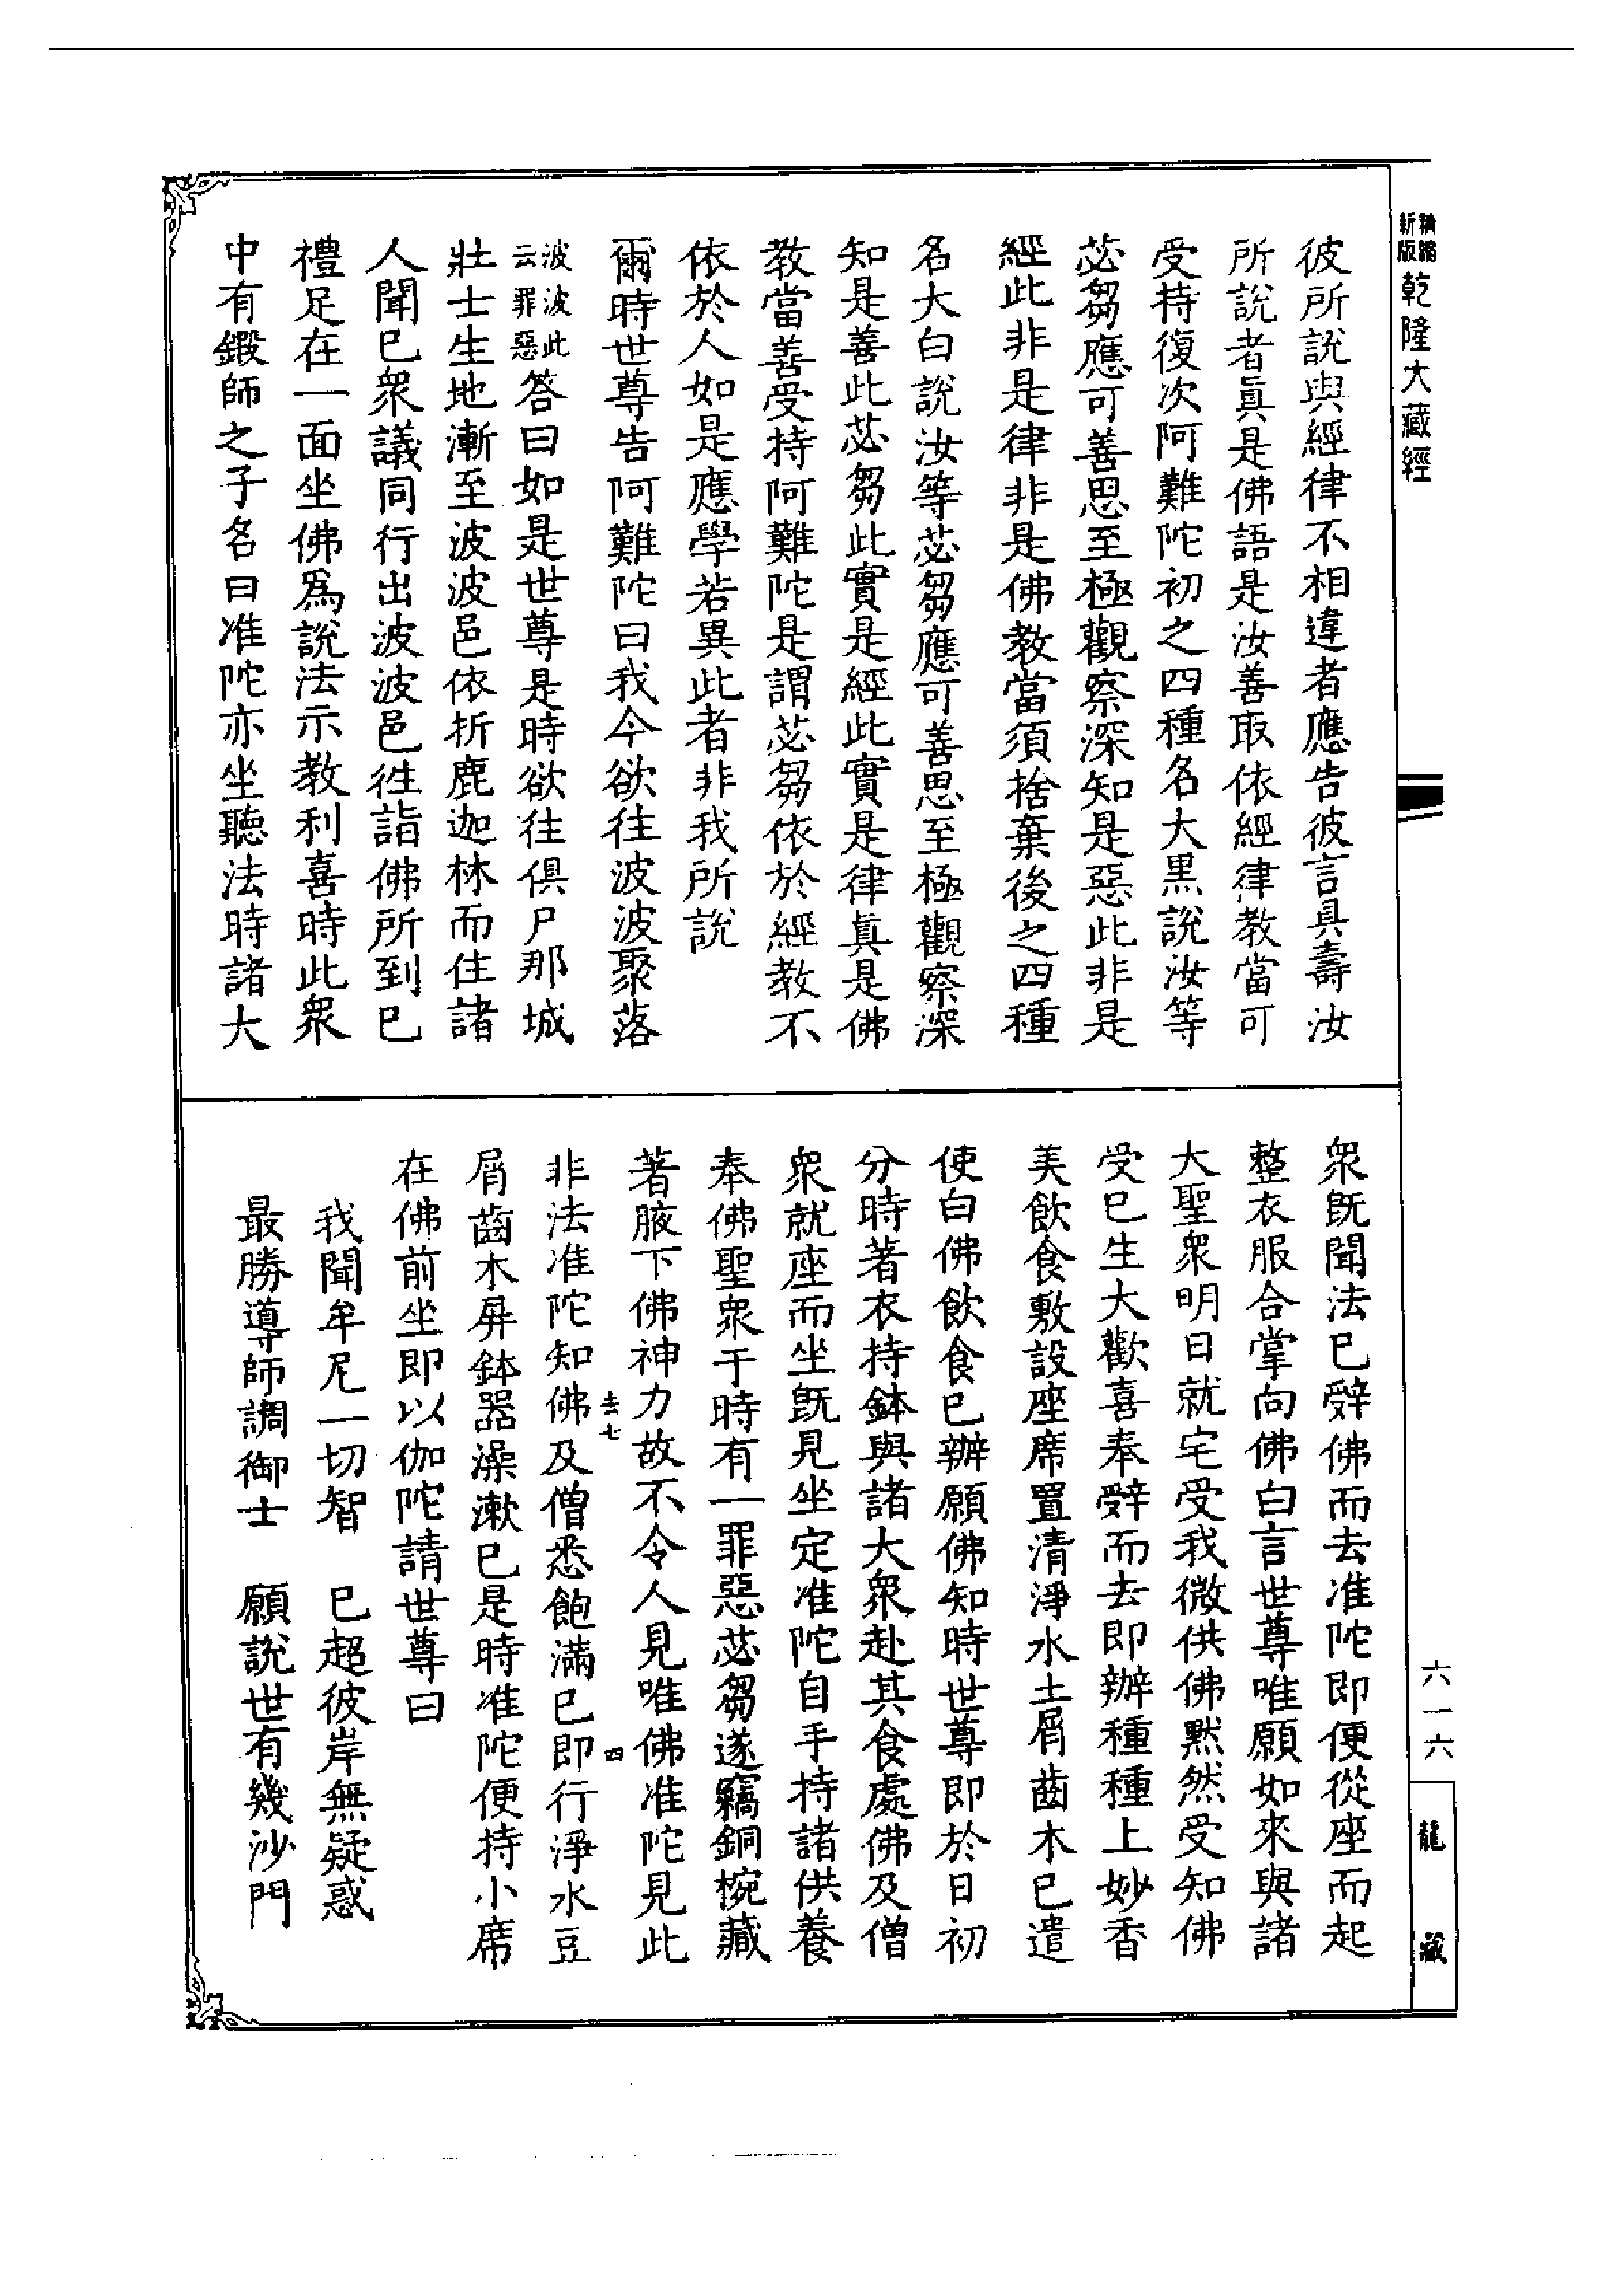 精縮
新版
乾隆大藏經
彼所說與經律不相違者應告彼言具壽汝
所說者眞是佛語是汝善取依經律教當可
受持復次阿難陀初之四種名大黑說汝等
苾芻應可善思至極觀察深知是惡此非是
經此非是律非是佛教當須捨棄後之四種
名大白說汝等苾芻應可善思至極觀察深
知是善此苾芻此實是經此實是律眞是佛
教當善受持阿難陀是謂苾芻依於經教不
依於人如是應學若異此者非我所說
爾時世尊告阿難陀曰我今欲往波波聚落
波波此
云罪惡
答曰如是世尊是時欲往俱尸那城
壯士生地漸至波波邑依折鹿迦林而住諸
人聞已衆議同行出波波邑徃詣佛所到已
禮足在一面坐佛爲說法示教利喜時此衆
中有鍛師之子名曰准陀亦坐聽法時諸大
衆既聞法已辤佛而去准陀即便從座而起
整衣服合掌向佛白言世尊唯願如來與諸
大聖衆明日就宅受我微供佛默然受知佛
受已生大歡喜奉辤而去即辦種種上妙香
美飲食敷設座席置清淨水土屑齒木已遣
使白佛飲食已辦願佛知時世尊即於日初
分時著衣持鉢與諸大衆赴其食處佛及僧
衆就座而坐既見坐定准陀自手持諸供養
奉佛聖衆于時有一罪惡苾芻遂竊銅椀藏
著腋下佛神力故不令人見唯佛准陀見此
去七
四
非法准陀知佛及僧悉飽滿已即行淨水豆
屑齒木屏鉢器澡漱已是時准陀便持小席
在佛前坐即以伽陀請世尊曰
我聞牟尼一切智　已超彼岸無疑惑
最勝導師調御士　願說世有幾沙門
六一六
龍藏